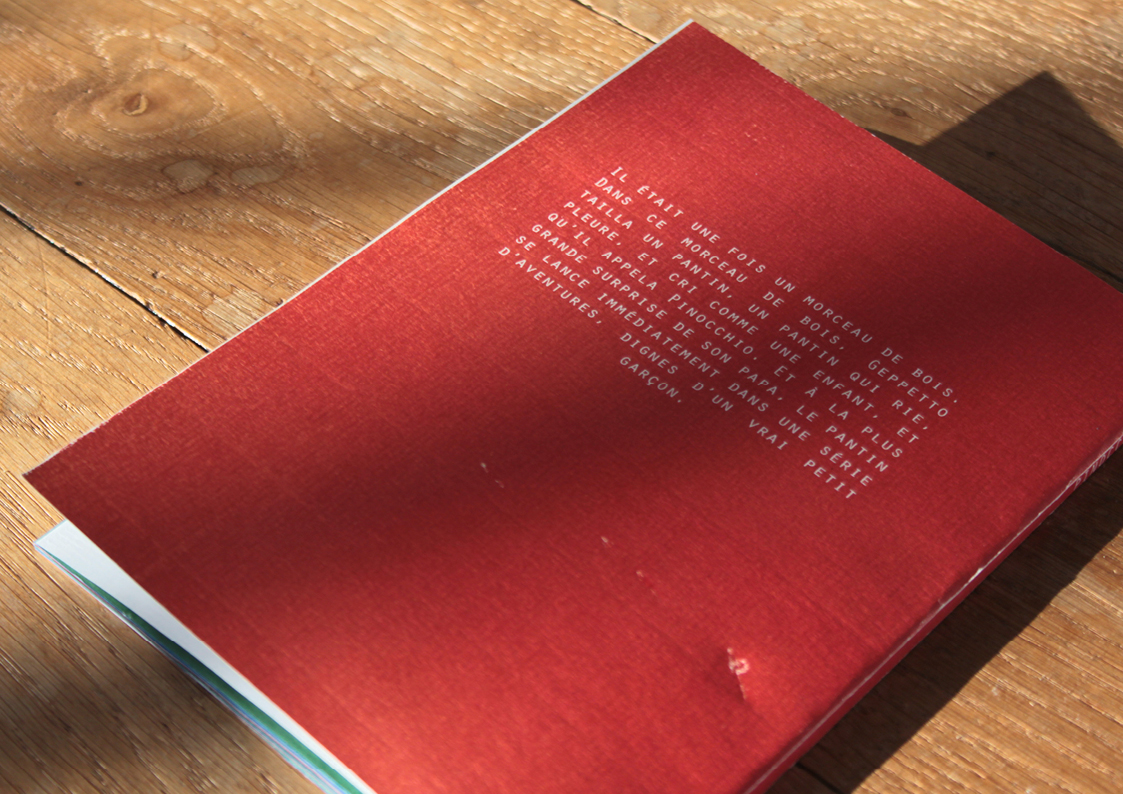 IL ÉTAIT UNE FOIS UN MORCEAU DE BOIS.
DANS CE MORCEAU DE BOIS, GEPPETTO
TAILLA UN PANTIN, UN PANTIN QUI RIE,
PLEURE, ET CRI COMME UNE ENFANT, ET
QU'IL APPELA PINOCCHIO. ET À LA PLUS
GRANDE SURPRISE DE SON PAPA, LE PANTIN
SE LANCE IMMÉDIATEMENT DANS UNE SÉRIE
D'AVENTURES, DIGNES D'UN VRAI PETIT
GARÇON.